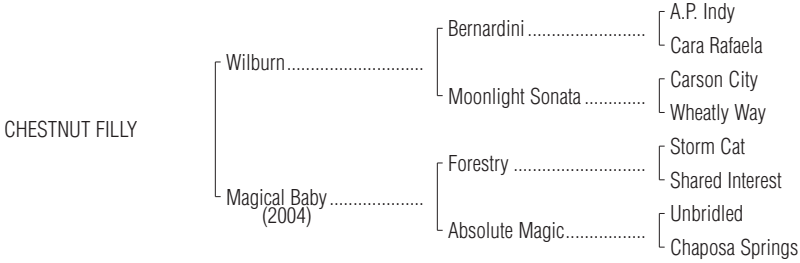 A.P. Indy
Bernardini ..........................
Cara Rafaela
Wilburn..............................
Carson City
Moonlight Sonata .............
Wheatly Way
CHESTNUT FILLY
Storm Cat
Forestry .............................
Shared Interest
Magical Baby.....................
(2004)
Unbridled
Absolute Magic..................
Chaposa Springs